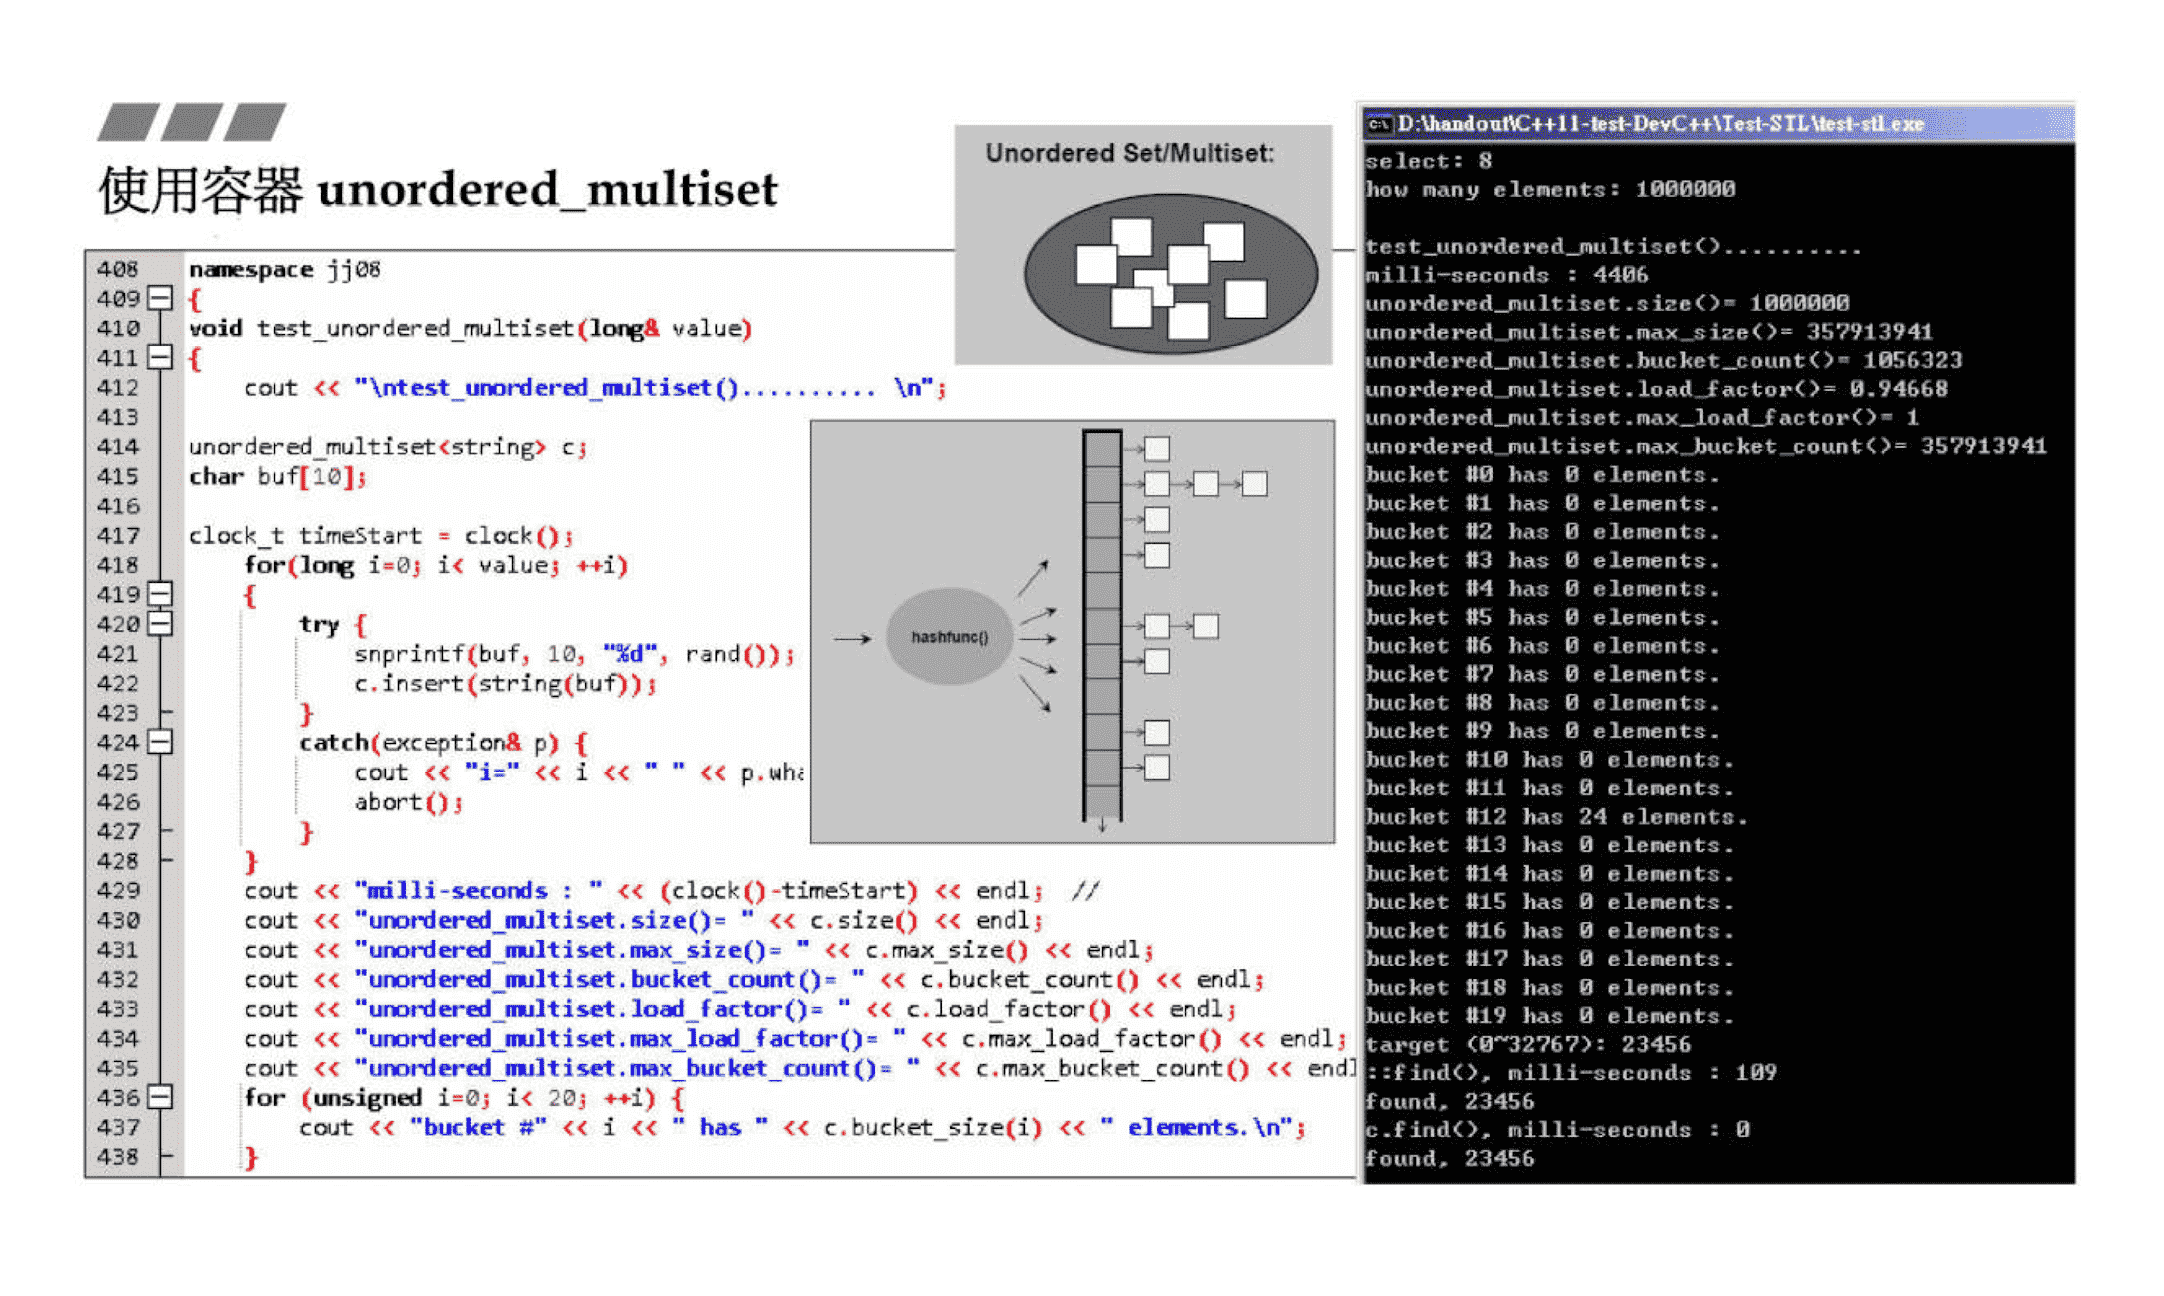 使用容器 unordered_multiset
408 namespace jj08
409 {
410 void test_unordered_multiset(long& value)
411 {
412 cout << "\ntest_unordered_multiset().......... \n";
413
414 unordered_multiset<string> c;
415 char buf[10];
416
417 clock_t timeStart = clock();
418 for(long i=0; i< value; ++i)
419 {
420 try {
421 snprintf(buf, 10, "%d", rand());
422 c.insert(string(buf));
423 }
424 catch(exception& p) {
425 cout << "i=" << i << " " << p.wha
426 abort();
427 }
428 }
429 cout << "milli-seconds : " << (clock()-timeStart) << endl; //
430 cout << "unordered_multiset.size()= " << c.size() << endl;
431 cout << "unordered_multiset.max_size()= " << c.max_size() << endl;
432 cout << "unordered_multiset.bucket_count()= " << c.bucket_count() << endl;
433 cout << "unordered_multiset.load_factor()= " << c.load_factor() << endl;
434 cout << "unordered_multiset.max_load_factor()= " << c.max_load_factor() << endl;
435 cout << "unordered_multiset.max_bucket_count()= " << c.max_bucket_count() << endl
436 for (unsigned i=0; i< 20; ++i) {
437 cout << "bucket #" << i << " has " << c.bucket_size(i) << " elements.\n";
438 }
Unordered Set/Multiset:
hashfunc()
D:\handout\C++11-test-DevC++\Test-STL\test-stl.exe
select: 8
how many elements: 1000000
test_unordered_multiset()..........
milli-seconds : 4406
unordered_multiset.size()= 1000000
unordered_multiset.max_size()= 357913941
unordered_multiset.bucket_count()= 1056323
unordered_multiset.load_factor()= 0.94668
unordered_multiset.max_load_factor()= 1
unordered_multiset.max_bucket_count()= 357913941
bucket #0 has 0 elements.
bucket #1 has 0 elements.
bucket #2 has 0 elements.
bucket #3 has 0 elements.
bucket #4 has 0 elements.
bucket #5 has 0 elements.
bucket #6 has 0 elements.
bucket #7 has 0 elements.
bucket #8 has 0 elements.
bucket #9 has 0 elements.
bucket #10 has 0 elements.
bucket #11 has 0 elements.
bucket #12 has 24 elements.
bucket #13 has 0 elements.
bucket #14 has 0 elements.
bucket #15 has 0 elements.
bucket #16 has 0 elements.
bucket #17 has 0 elements.
bucket #18 has 0 elements.
bucket #19 has 0 elements.
target (0~32767): 23456
::find(), milli-seconds : 109
found, 23456
c.find(), milli-seconds : 0
found, 23456